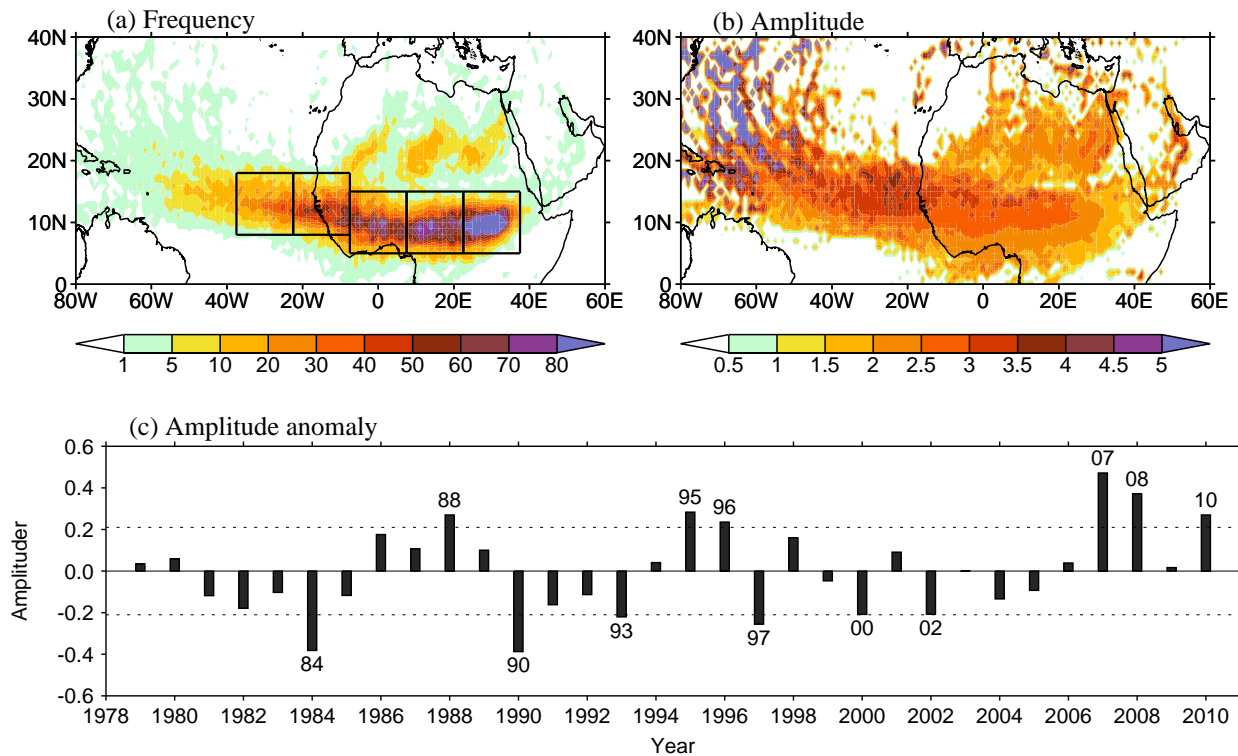 (a) Frequency
(b) Amplitude
40N
30N
20N
10N
0
80W 60W 40W 20W 0 20E 40E 60E
40N
30N
20N
10N
0
80W 60W 40W 20W 0 20E 40E 60E
1 5 10 20 30 40 50 60 70 80
0.5 1 1.5 2 2.5 3 3.5 4 4.5 5
(c) Amplitude anomaly
Amplituder
0.6
0.4
0.2
0.0
-0.2
-0.4
-0.6
84
88
90
93
95
96
97
00
02
07
08
10
1978 1980 1982 1984 1986 1988 1990 1992 1994 1996 1998 2000 2002 2004 2006 2008 2010
Year